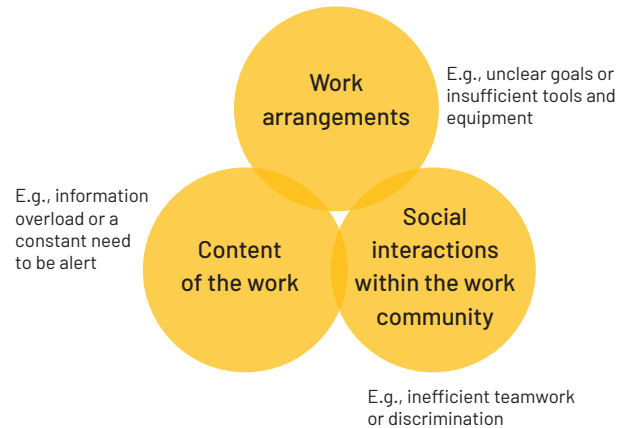 Work
arrangements
E.g., unclear goals or
insufficient tools and
equipment
E.g., information
overload or a
constant need
to be alert
Content
of the work
Social
interactions
within the work
community
E.g., inefficient teamwork
or discrimination